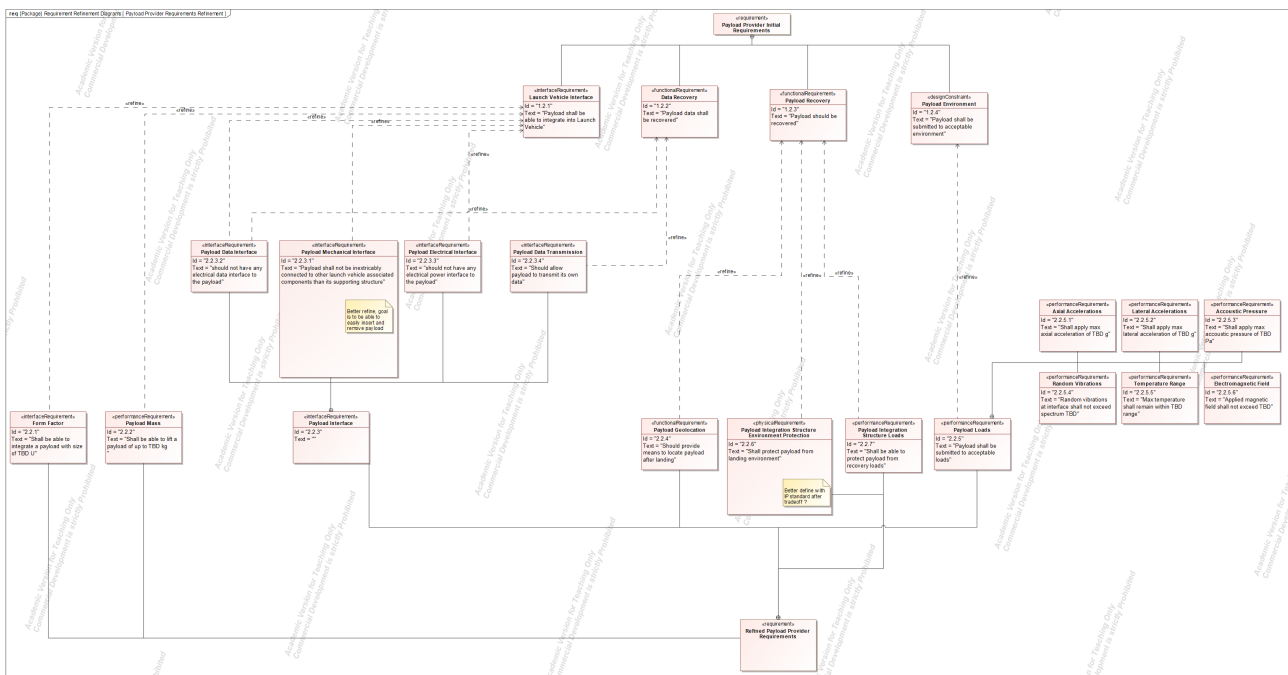 req [Package] Requirement Refinement Diagrams [ Payload Provider Requirements Refinement ]
«requirement»
Payload Provider Initial
Requirements
«interfaceRequirement»
Launch Vehicle Interface
Id = "1.2.1"
Text = "Payload shall be
able to integrate into Launch
Vehicle"
«functionalRequirement»
Data Recovery
Id = "1.2.2"
Text = "Payload data shall
be recovered"
«functionalRequirement»
Payload Recovery
Id = "1.2.3"
Text = "Payload should be
recovered"
«designConstraint»
Payload Environment
Id = "1.2.4"
Text = "Payload shall be
submitted to acceptable
environment"
«refine»
«refine»
«refine»
«refine»
«refine»
«refine»
«refine»
«refine»
«refine»
«refine»
«refine»
«interfaceRequirement»
Payload Data Interface
Id = "2.2.3.2"
Text = "should not have any
electrical data interface to
the payload"
«interfaceRequirement»
Payload Mechanical Interface
Id = "2.2.3.1"
Text = "Payload shall not be inextricably
connected to other launch vehicle associated
components than its supporting structure"
Better refine, goal
is to be able to
easily insert and
remove payload
«interfaceRequirement»
Payload Electrical Interface
Id = "2.2.3.3"
Text = "should not have any
electrical power interface to
the payload"
«interfaceRequirement»
Payload Data Transmission
Id = "2.2.3.4"
Text = "Should allow
payload to transmit its own
data"
«performanceRequirement»
Axial Accelerations
Id = "2.2.5.1"
Text = "Shall apply max
axial acceleration of TBD g"
«performanceRequirement»
Lateral Accelerations
Id = "2.2.5.2"
Text = "Shall apply max
lateral acceleration of TBD g"
«performanceRequirement»
Accoustic Pressure
Id = "2.2.5.3"
Text = "Shall apply max
accoustic pressure of TBD
Pa"
«performanceRequirement»
Random Vibrations
Id = "2.2.5.4"
Text = "Random vibrations
at interface shall not exceed
spectrum TBD"
«performanceRequirement»
Temperature Range
Id = "2.2.5.5"
Text = "Max temperature
shall remain within TBD
range"
«performanceRequirement»
Electromagnetic Field
Id = "2.2.5.6"
Text = "Applied magnetic
field shall not exceed TBD"
«interfaceRequirement»
Form Factor
Id = "2.2.1"
Text = "Shall be able to
integrate a payload with size
of TBD U"
«performanceRequirement»
Payload Mass
Id = "2.2.2"
Text = "Shall be able to lift a
payload of up to TBD kg
"
«interfaceRequirement»
Payload Interface
Id = "2.2.3"
Text = ""
«functionalRequirement»
Payload Geolocation
Id = "2.2.4"
Text = "Should provide
means to locate payload
after landing"
«physicalRequirement»
Payload Integration Structure
Environment Protection
Id = "2.2.6"
Text = "Shall protect payload from
landing environment"
Better define with
IP standard after
tradeoff ?
«performanceRequirement»
Payload Integration
Structure Loads
Id = "2.2.7"
Text = "Shall be able to
protect payload from
recovery loads"
«performanceRequirement»
Payload Loads
Id = "2.2.5"
Text = "Payload shall be
submitted to acceptable
loads"
«requirement»
Refined Payload Provider
Requirements
Academic Version for Teaching Only
Commercial Development is strictly Prohibited